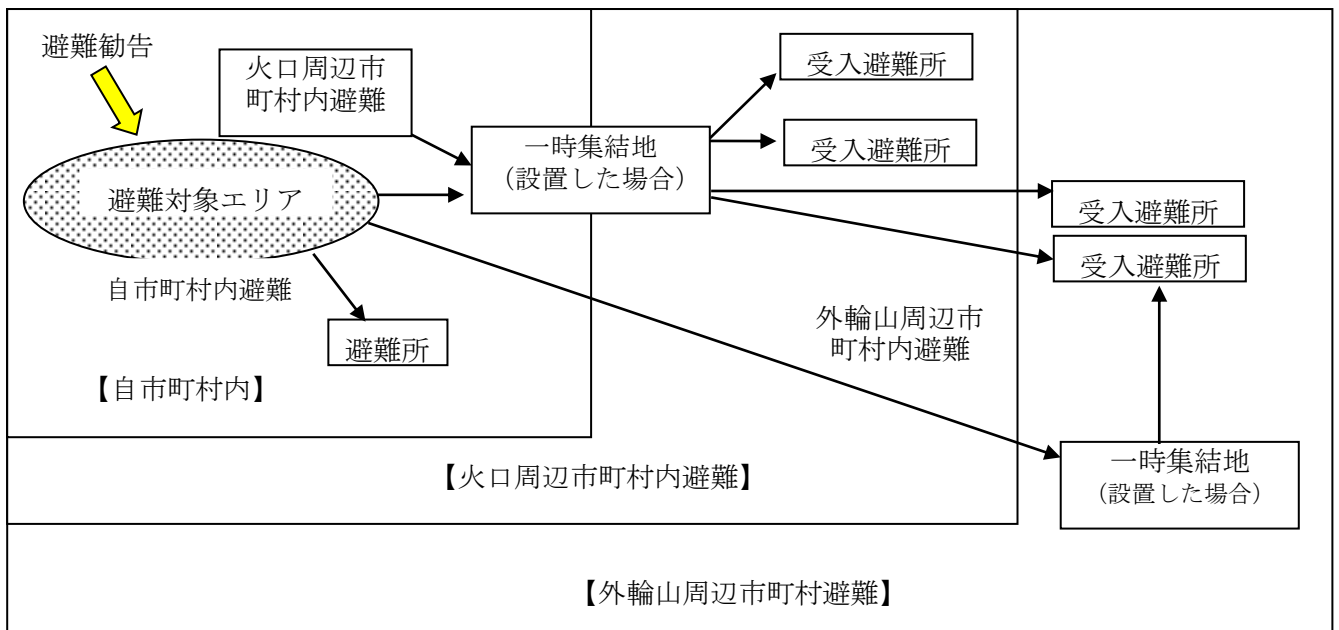 避難勧告
火口周辺市
町村内避難
避難対象エリア
自市町村内避難
避難所
【自市町村内】
一時集結地
（設置した場合）
受入避難所
受入避難所
受入避難所
受入避難所
外輪山周辺市
町村内避難
一時集結地
（設置した場合）
【火口周辺市町村内避難】
【外輪山周辺市町村避難】